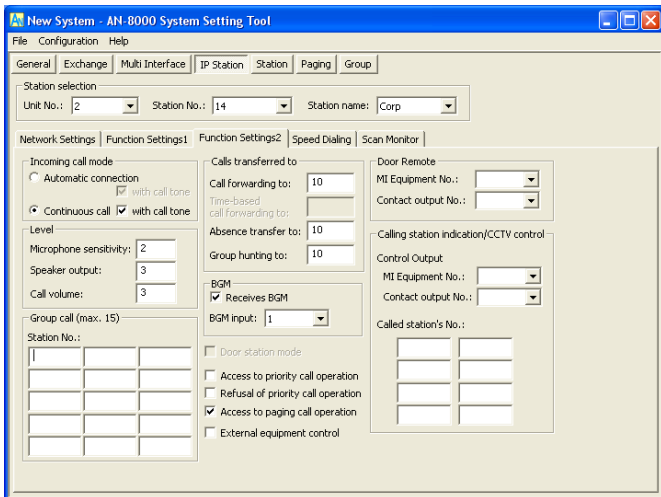 AN New System - AN-8000 System Setting Tool
File Configuration Help
General Exchange Multi Interface IP Station Station Paging Group
Station selection
Unit No.: 2 Station No.: 14 Station name: Corp
Network Settings Function Settings1 Function Settings2 Speed Dialing Scan Monitor
Incoming call mode
Automatic connection
with call tone
Continuous call with call tone
Level
Microphone sensitivity: 2
Speaker output: 3
Call volume: 3
Group call (max. 15)
Station No.:
Calls transferred to
Call forwarding to: 10
Time-based
call forwarding to:
Absence transfer to: 10
Group hunting to: 10
BGM
Receives BGM
BGM input: 1
Door station mode
Access to priority call operation
Refusal of priority call operation
Access to paging call operation
External equipment control
Door Remote
MI Equipment No.:
Contact output No.:
Calling station indication/CCTV control
Control Output
MI Equipment No.:
Contact output No.:
Called station's No.: